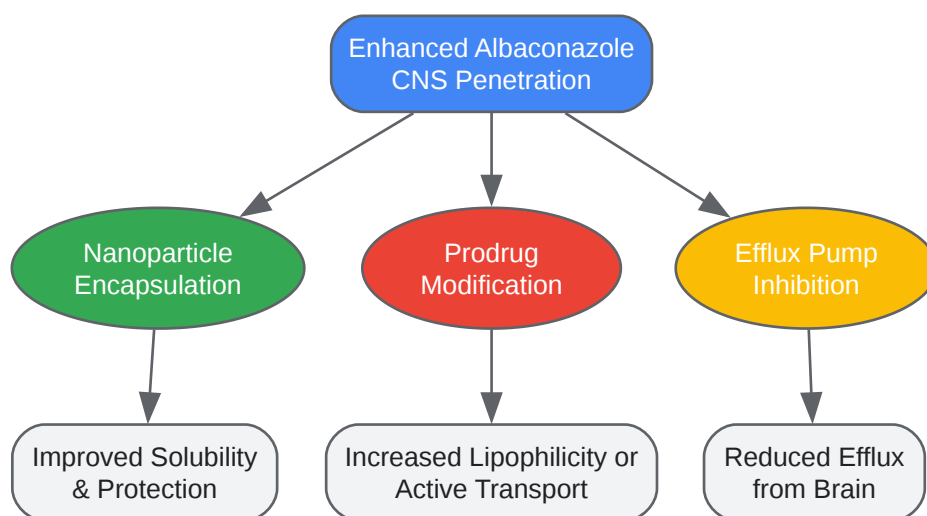 Enhanced Albaconazole
CNS Penetration
Nanoparticle
Encapsulation
Prodrug
Modification
Efflux Pump
Inhibition
Improved Solubility
& Protection
Increased Lipophilicity or
Active Transport
Reduced Efflux
from Brain